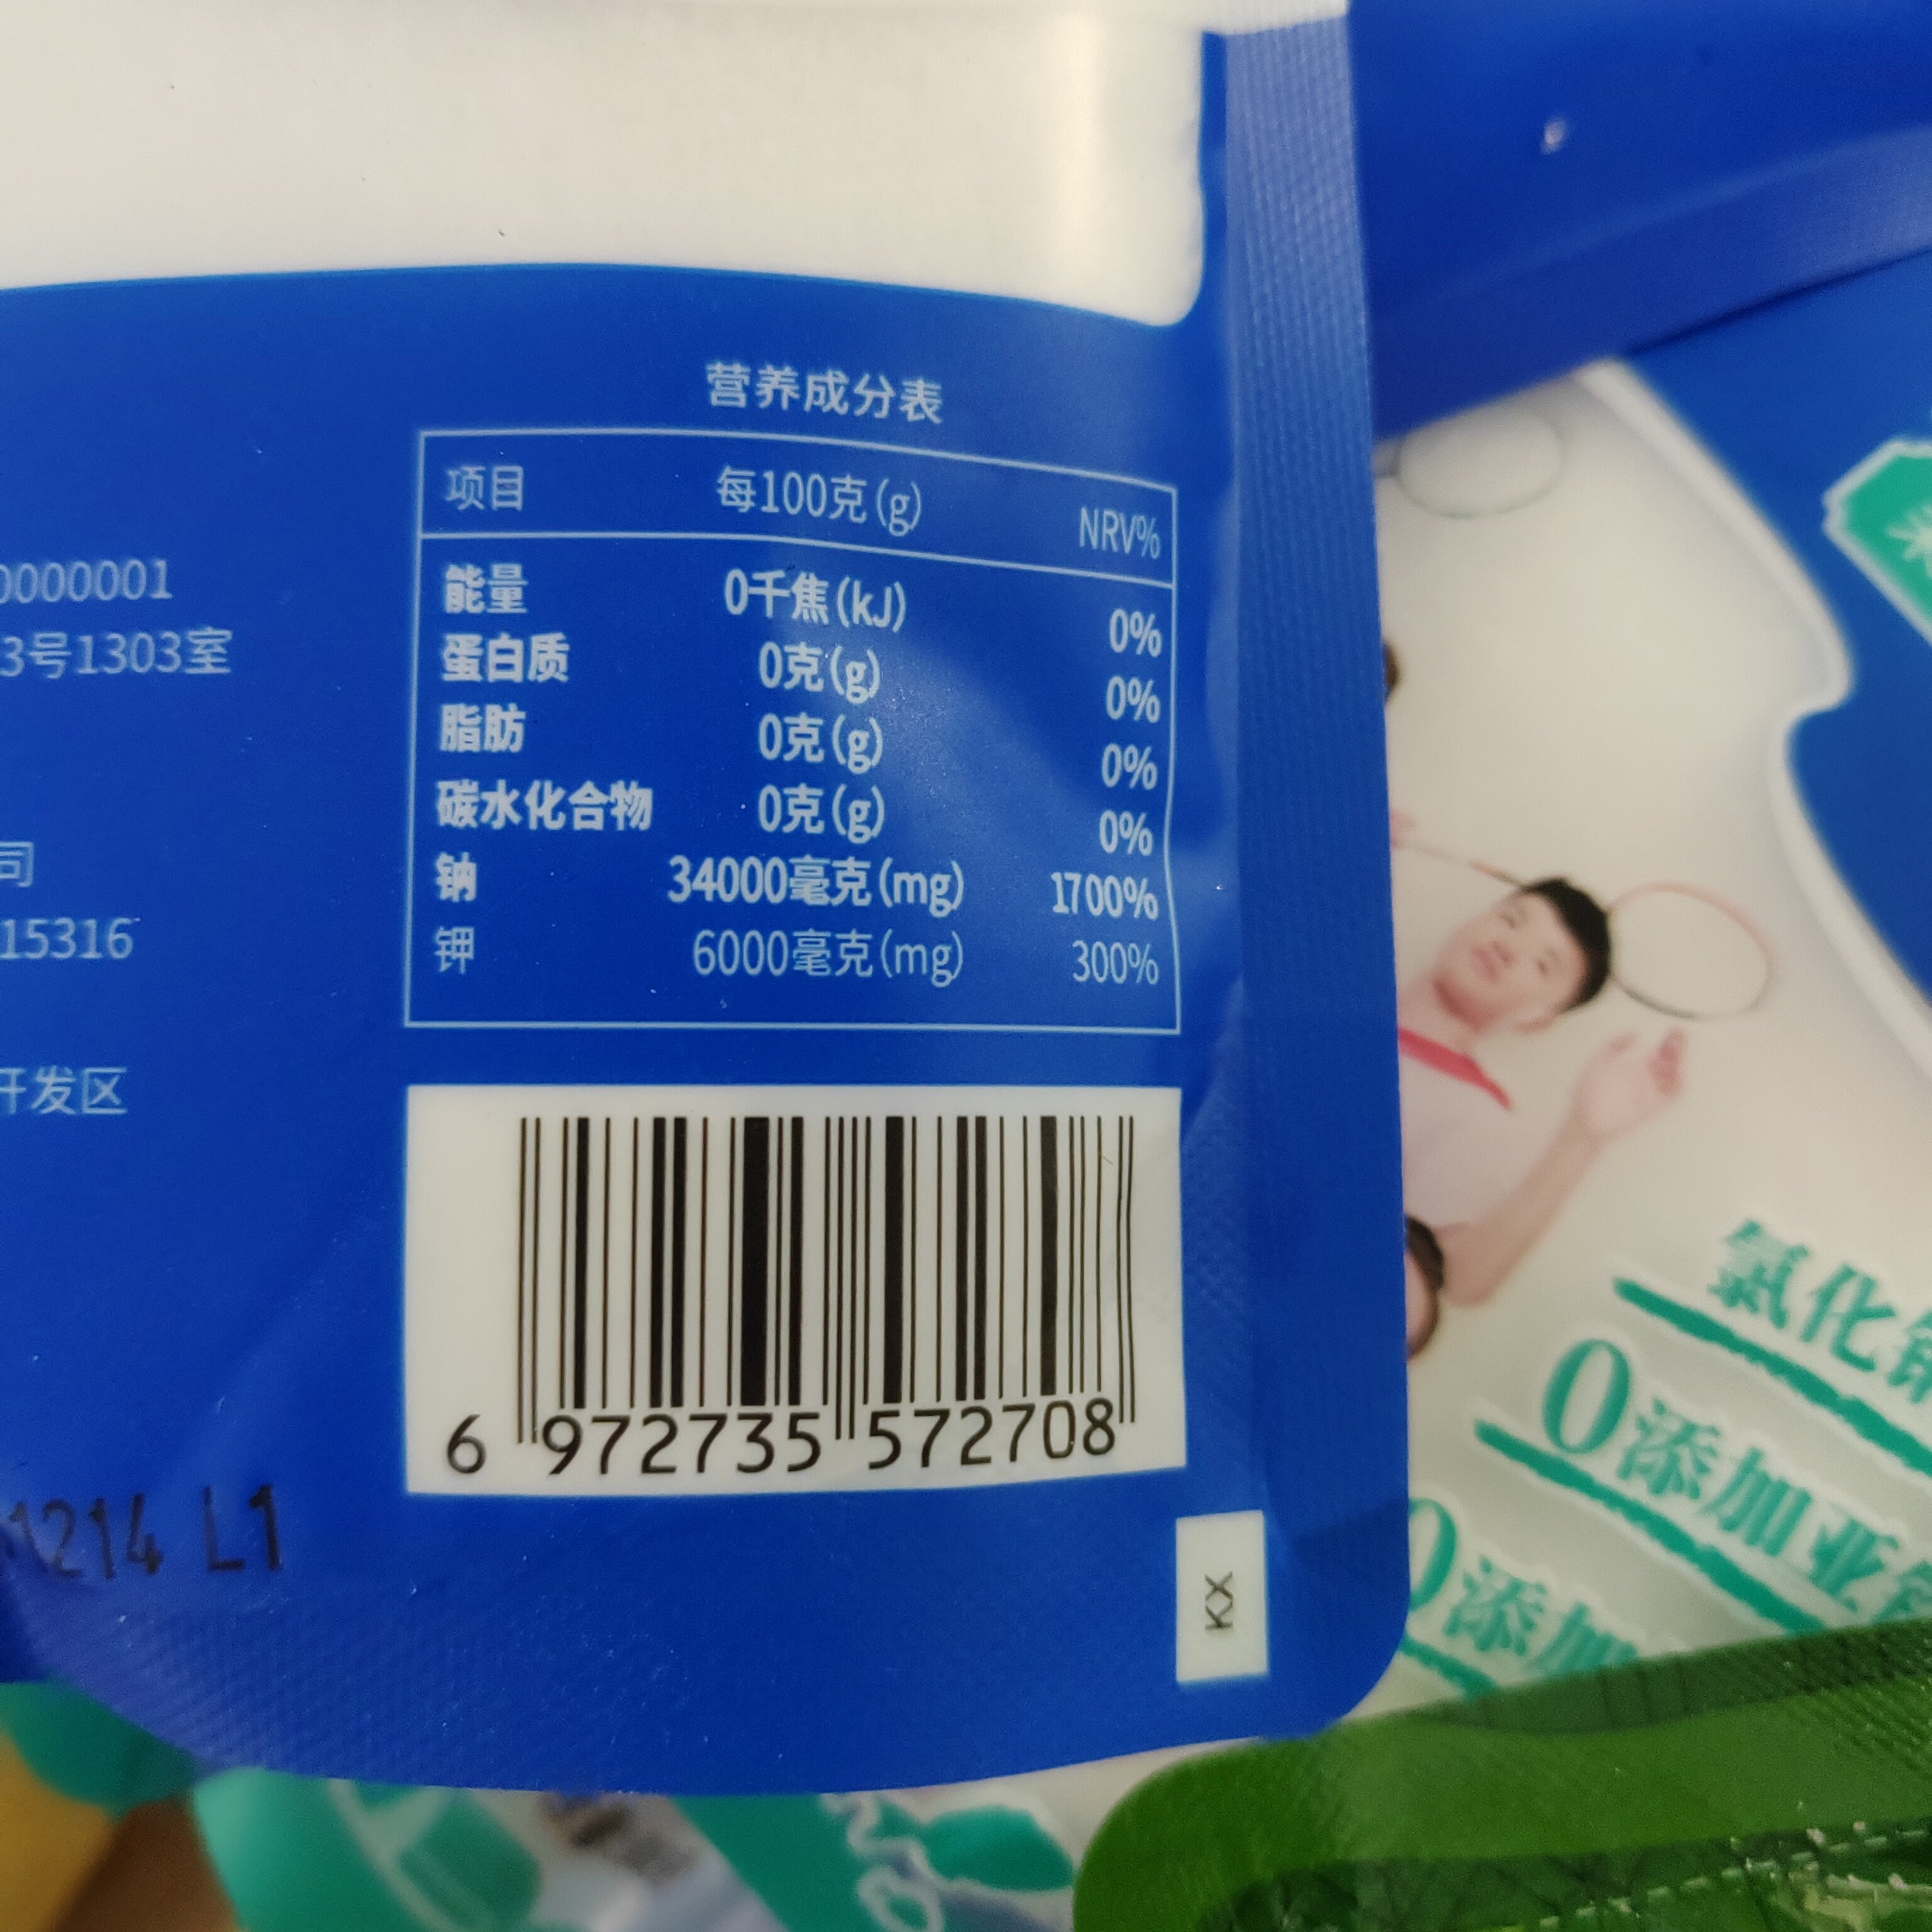 营养成分表
项目 每100克(g) NRV%
能量 0千焦(kJ) 0%
蛋白质 0克(g) 0%
脂肪 0克(g) 0%
碳水化合物 0克(g) 0%
钠 34000毫克(mg) 1700%
钾 6000毫克(mg) 300%
0000001
3号1303室
司
15316
开发区
6 972735 572708
1214 L1
KX
氯化
0添加亚
0添加